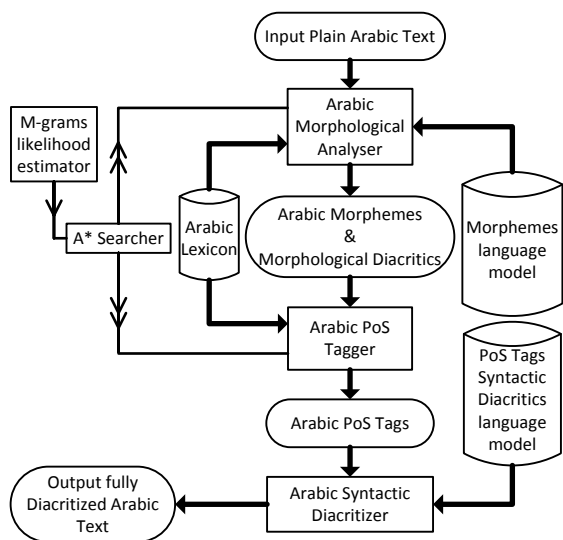 Input Plain Arabic Text
Arabic
Morphological
Analyser
M-grams
likelihood
estimator
A* Searcher
Arabic
Lexicon
Arabic Morphemes
&
Morphological Diacritics
Morphemes
language
model
Arabic PoS
Tagger
PoS Tags
Syntactic
Diacritics
language
model
Arabic PoS Tags
Arabic Syntactic
Diacritizer
Output fully
Diacritized Arabic
Text